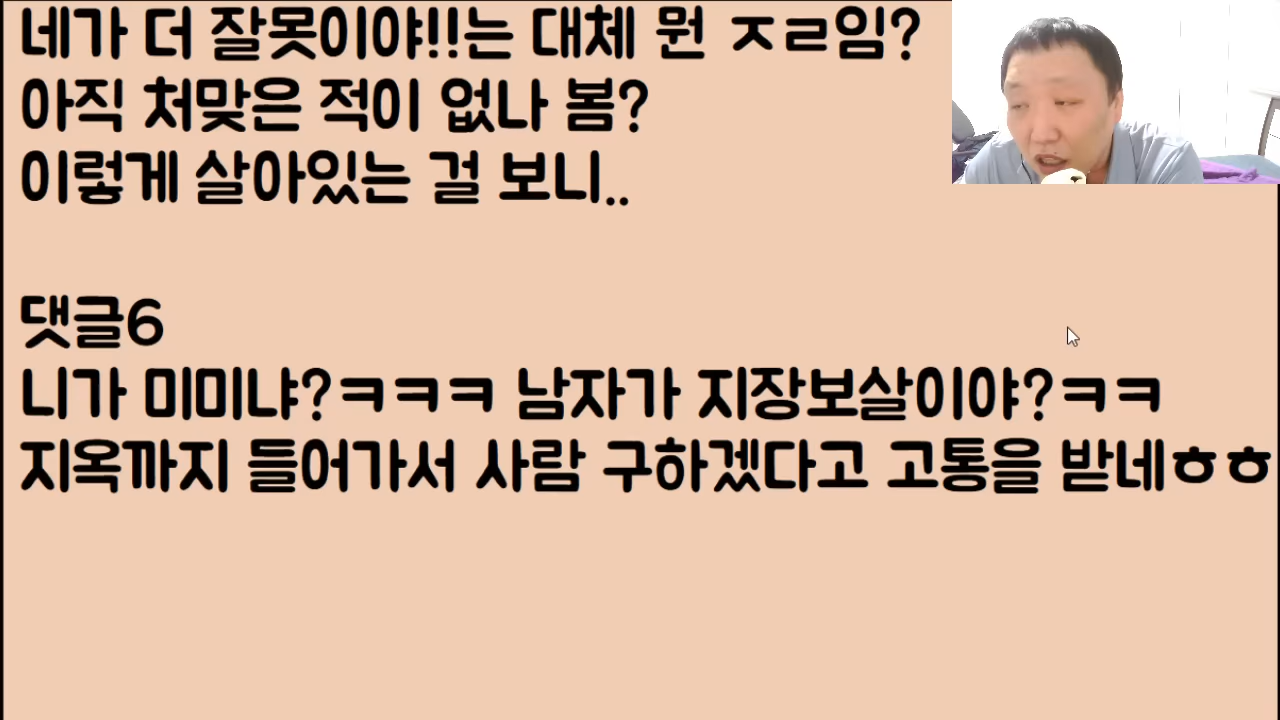 네가 더 잘못이야!!는 대체 뭔 ㅈㄹ임?
아직 처맞은 적이 없나 봄?
이렇게 살아있는 걸 보니..
댓글6
니가 미미냐?ㅋㅋㅋ 남자가 지장보살이야?ㅋㅋ
지옥까지 들어가서 사람 구하겠다고 고통을 받네ㅎㅎ